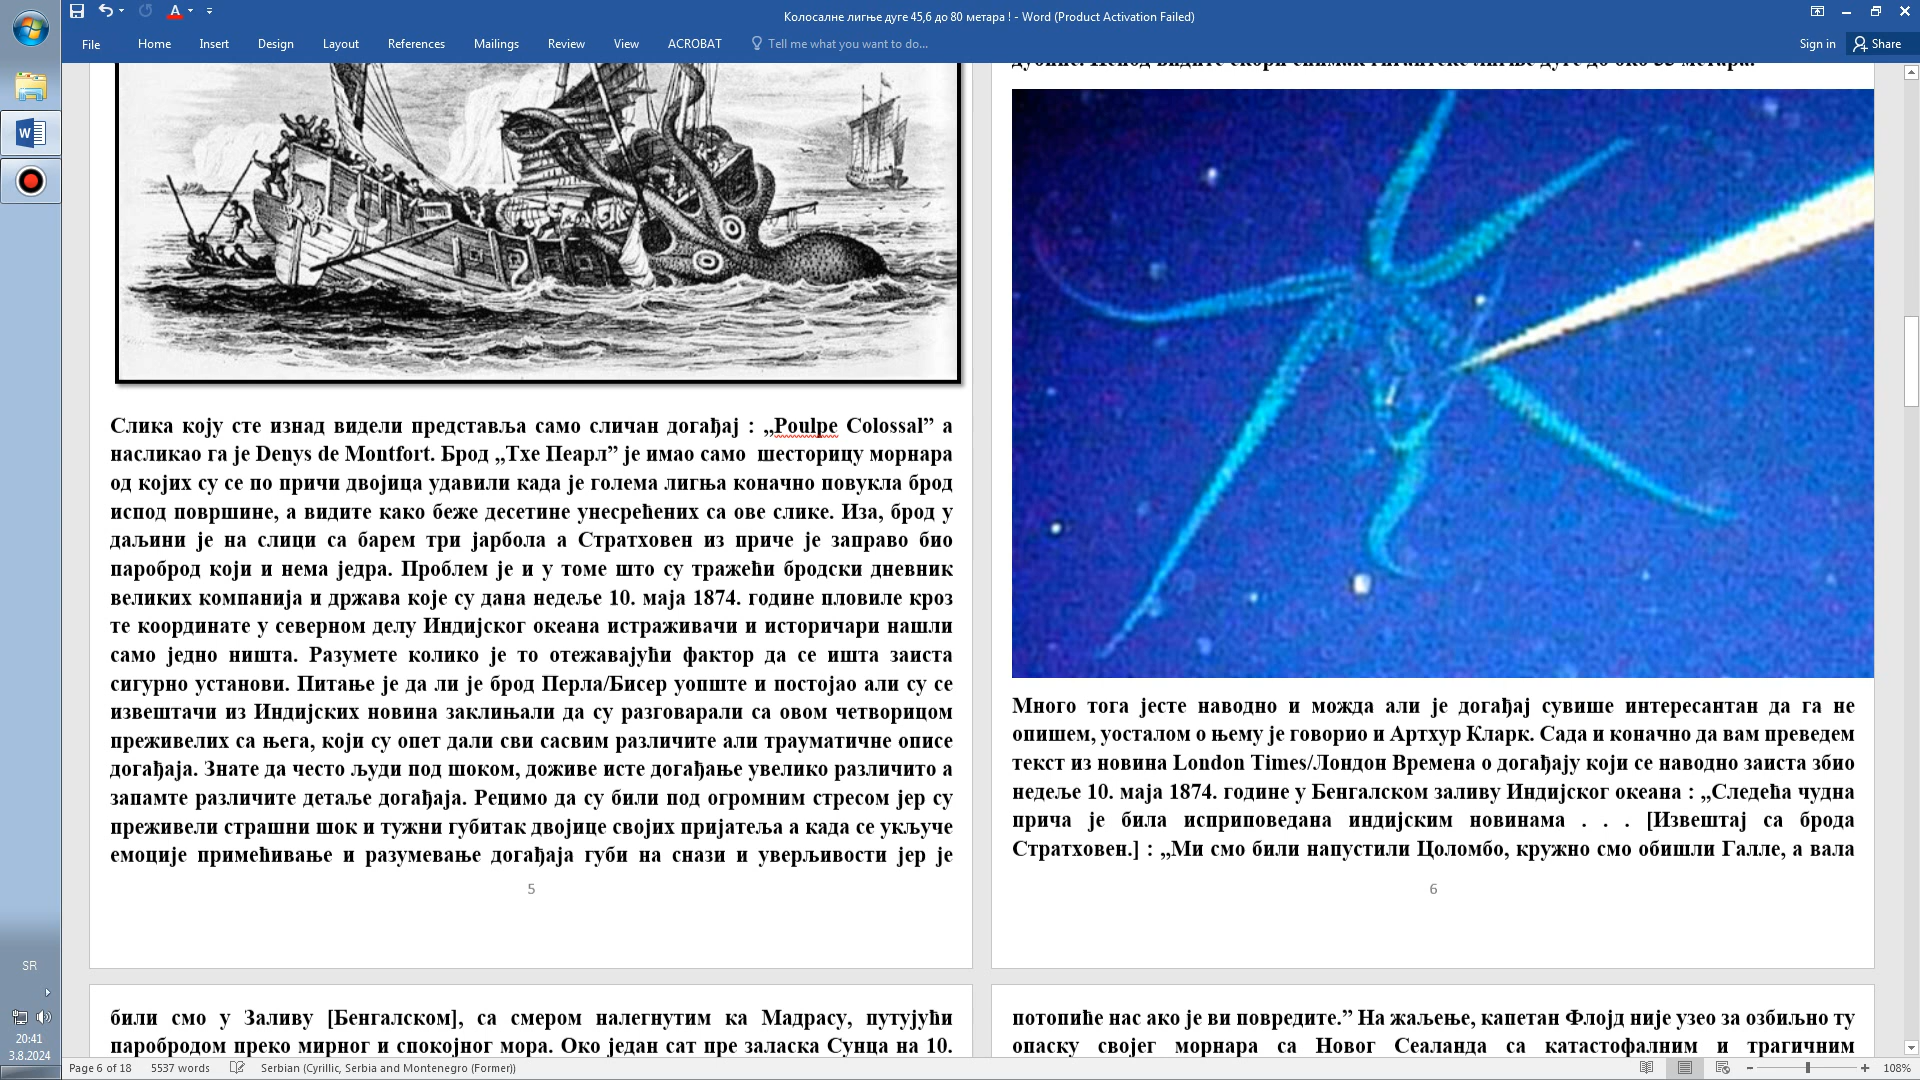 Колосалне лигње дуге 45,6 до 80 метара ! - Word (Product Activation Failed)
File Home Insert Design Layout References Mailings Review View ACROBAT Tell me what you want to do... Sign in Share
Слика коју сте изнад видели представља само сличан догађај : „Poulpe Colossal” а
насликао га је Denys de Montfort. Брод „Тхе Пеарл” је имао само шесторицу морнара
од којих су се по причи двојица удавили када је голема лигња коначно повукла брод
испод површине, а видите како беже десетине унесрећених са ове слике. Иза, брод у
даљини је на слици са барем три јарбола а Стратховен из приче је заправо био
пароброд који и нема једра. Проблем је и у томе што су тражећи бродски дневник
великих компанија и држава које су дана недеље 10. маја 1874. године пловиле кроз
те координате у северном делу Индијског океана истраживачи и историчари нашли
само једно ништа. Разумете колико је то отежавајући фактор да се ишта заиста
сигурно установи. Питање је да ли је брод Перла/Бисер уопште и постојао али су се
извештачи из Индијских новина заклињали да су разговарали са овом четворицом
преживелих са њега, који су опет дали сви сасвим различите али трауматичне описе
догађаја. Знате да често људи под шоком, доживе исте догађање увелико различито а
запамте различите детаље догађаја. Рецимо да су били под огромним стресом јер су
преживели страшни шок и тужни губитак двојице својих пријатеља а када се укључе
емоције примећивање и разумевање догађаја губи на снази и уверљивости јер је
5
дубине. Испод видите скори снимак гигантске лигње дуге до око 33 метара.
Много тога јесте наводно и можда али је догађај сувише интересантан да га не
опишем, уосталом о њему је говорио и Артхур Кларк. Сада и коначно да вам преведем
текст из новина London Times/Лондон Времена о догађају који се наводно заиста збио
недеље 10. маја 1874. године у Бенгалском заливу Индијског океана : „Следећа чудна
прича је била исприповедана индијским новинама . . . [Извештај са брода
Стратховен.] : „Ми смо били напустили Цоломбо, кружно смо обишли Галле, а вала
6
били смо у Заливу [Бенгалском], са смером налегнутим ка Мадрасу, путујући
паробродом преко мирног и спокојног мора. Око један сат пре заласка Сунца на 10.
потопиће нас ако је ви повредите.” На жаљење, капетан Флојд није узео за озбиљно ту
опаску својег морнара са Новог Сеаланда са катастофалним и трагичним
SR
20:41
3.8.2024
Page 6 of 18 5537 words Serbian (Cyrillic, Serbia and Montenegro (Former)) 108%